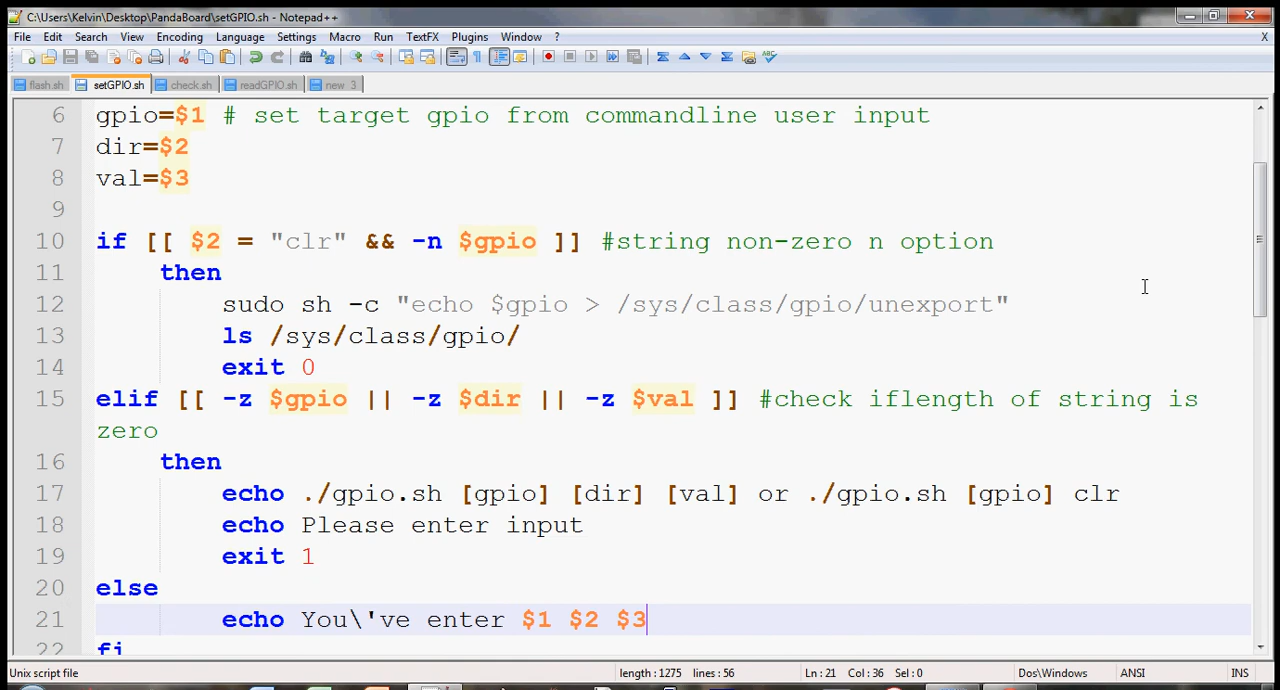 C:\Users\Kelvin\Desktop\PandaBoard\setGPIO.sh - Notepad++
File Edit Search View Encoding Language Settings Macro Run TextFX Plugins Window ? X
flash.sh setGPIO.sh check.sh readGPIO.sh new 3
6 gpio=$1 # set target gpio from commandline user input
7 dir=$2
8 val=$3
9
10 if [[ $2 = "clr" && -n $gpio ]] #string non-zero n option
11 then
12 sudo sh -c "echo $gpio > /sys/class/gpio/unexport"
13 ls /sys/class/gpio/
14 exit 0
15 elif [[ -z $gpio || -z $dir || -z $val ]] #check iflength of string is
zero
16 then
17 echo ./gpio.sh [gpio] [dir] [val] or ./gpio.sh [gpio] clr
18 echo Please enter input
19 exit 1
20 else
21 echo You\'ve enter $1 $2 $3
22 fi
Unix script file length : 1275 lines : 56 Ln : 21 Col : 36 Sel : 0 Dos\Windows ANSI INS